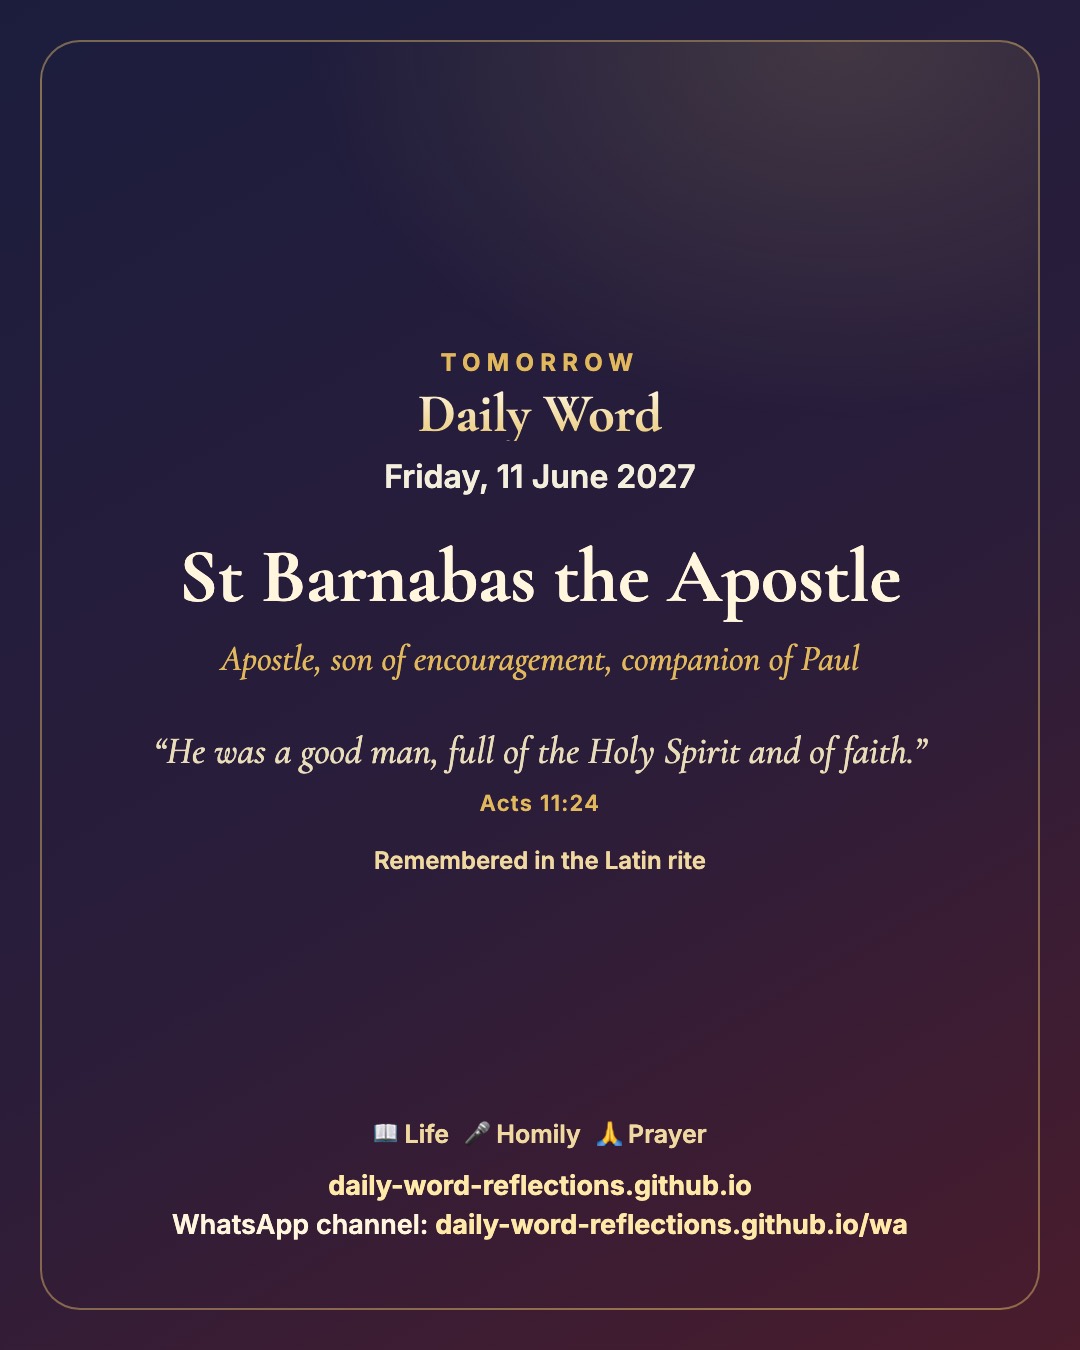 TOMORROW
Daily Word
Friday, 11 June 2027
St Barnabas the Apostle
Apostle, son of encouragement, companion of Paul
“He was a good man, full of the Holy Spirit and of faith.”
Acts 11:24
Remembered in the Latin rite
📖 Life 🎤 Homily 🙏 Prayer
daily-word-reflections.github.io
WhatsApp channel: daily-word-reflections.github.io/wa